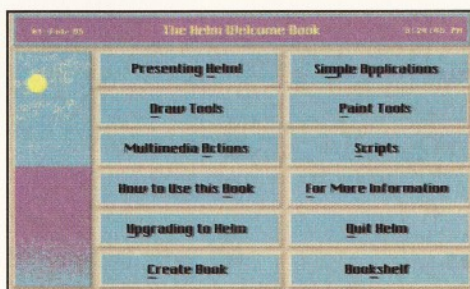 The Helm Welcome Book
Presenting Helm!
Simple Applications
Draw Tools
Paint Tools
Multimedia Actions
Scripts
How to Use this Book
For More Information
Upgrading to Helm
Quit Helm
Create Book
Bookshelf